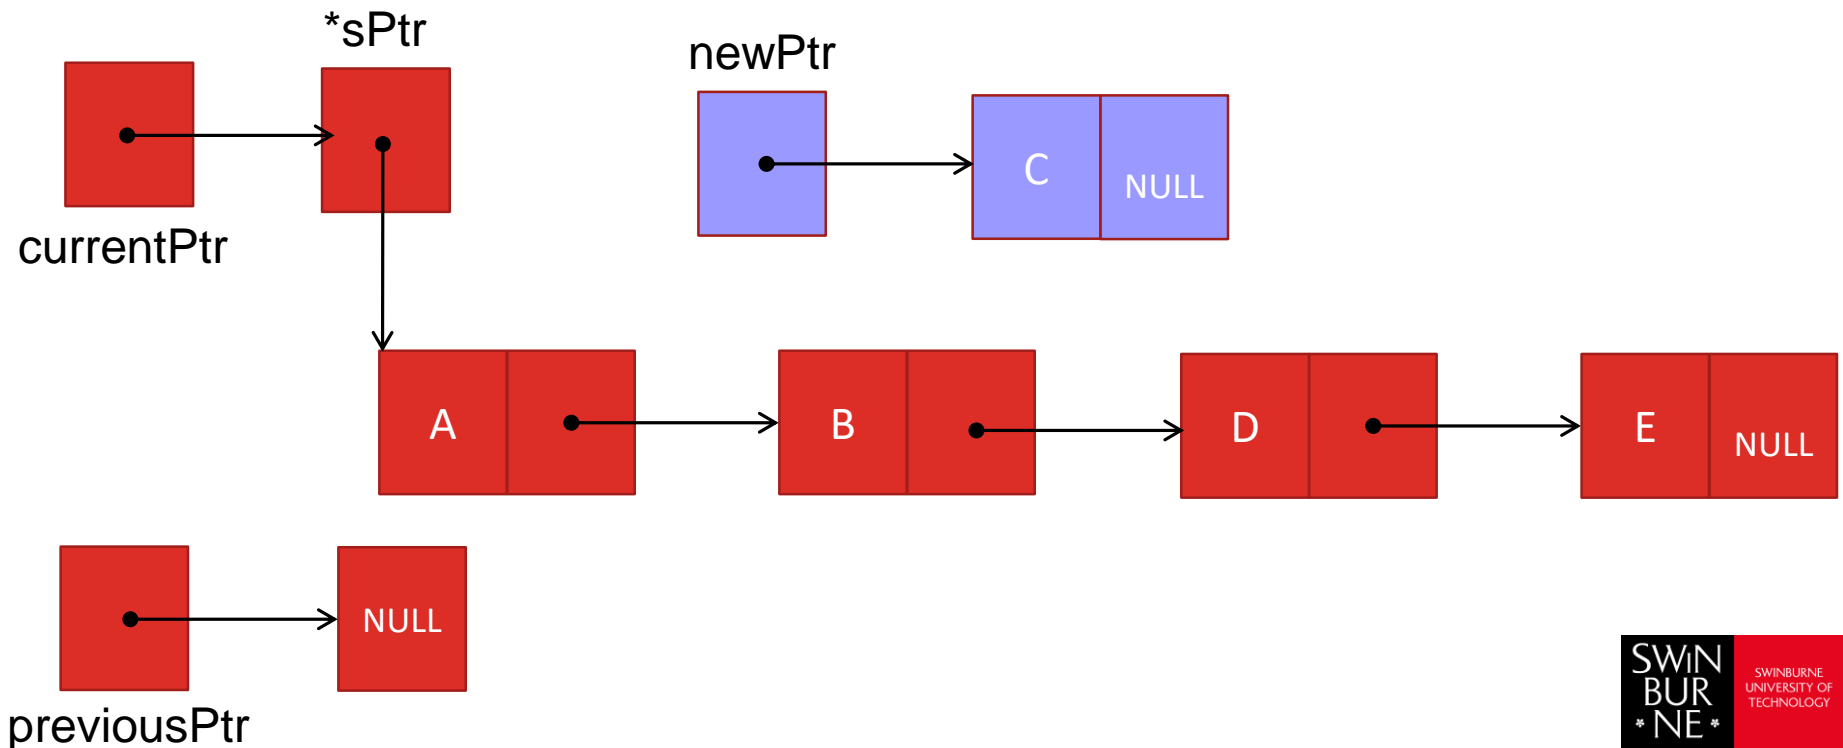 *sPtr
newPtr
currentPtr
C
NULL
A
B
D
E
NULL
NULL
previousPtr
SWiN
BUR
* NE *
SWINBURNE
UNIVERSITY OF
TECHNOLOGY